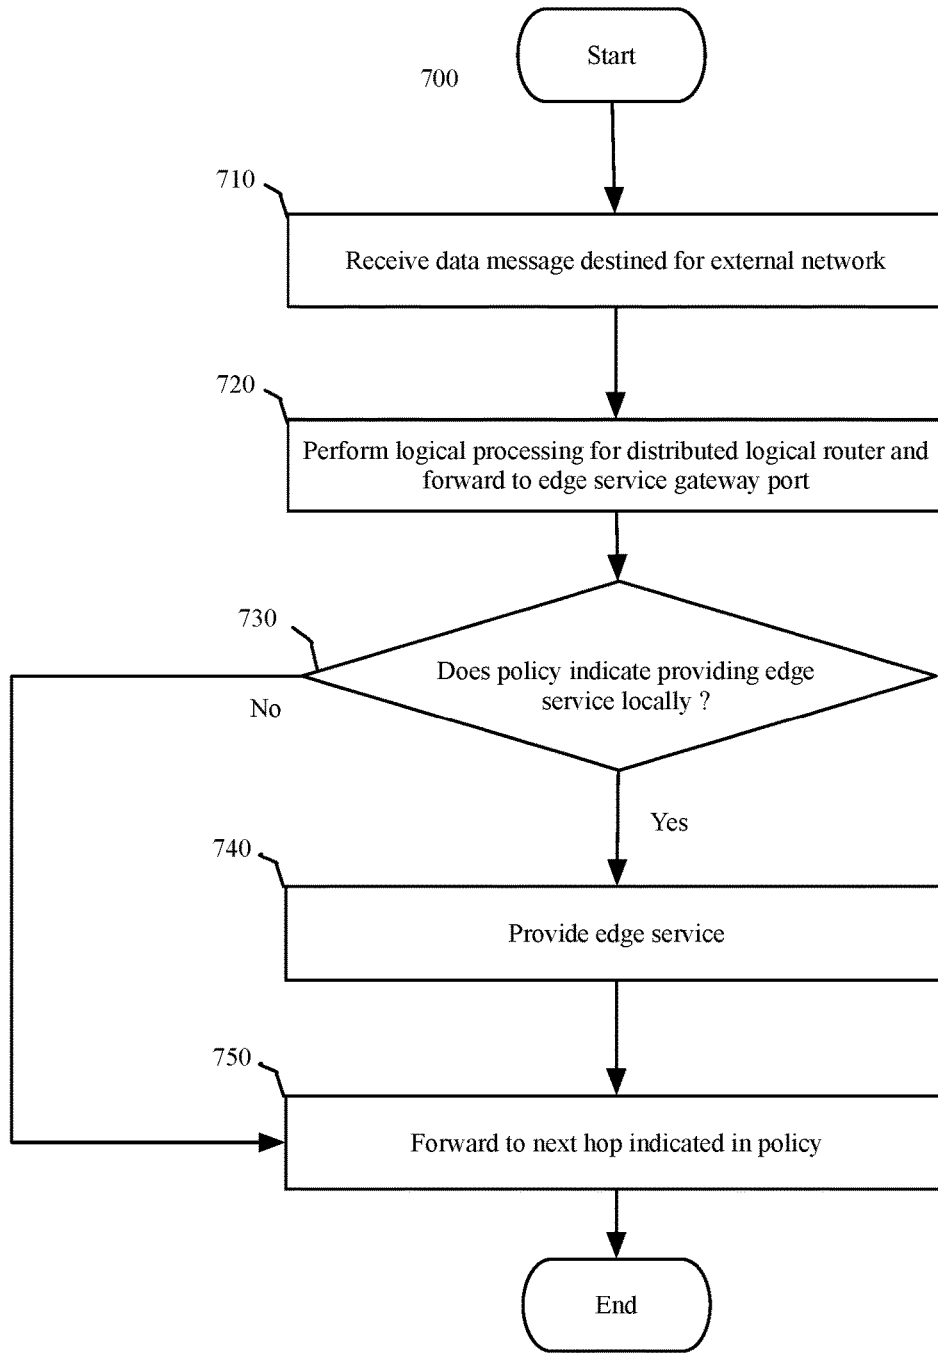 Start
700
710
Receive data message destined for external network
720
Perform logical processing for distributed logical router and
forward to edge service gateway port
730
Does policy indicate providing edge
service locally ?
No
Yes
740
Provide edge service
750
Forward to next hop indicated in policy
End